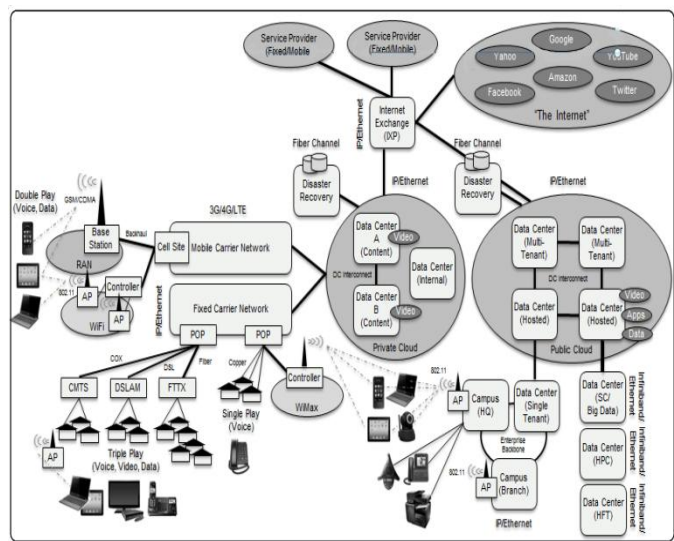 Service Provider
(Fixed/Mobile
Service Provider
(Fixed/Mobile)
Google
Yahoo
YouTube
Amazon
Facebook
Twitter
"The Internet"
IP/Ethernet
Internet
Exchange
(IXP)
Fiber Channel
Disaster
Recovery
IP/Ethernet
Fiber Channel
Disaster
Recovery
IP/Ethernet
Double Play
(Voice, Data)
GSM/CDMA
Base
Station
RAN
Backhaul
3G/4G/LTE
Cell Site
Mobile Carrier Network
802.11
AP
Controller
AP
WiFi
IP/Ethernet
Fixed Carrier Network
POP
POP
Data Center
A
(Content)
Video
DC Interconnect
Data Center
(Internal)
Data Center
B
(Content)
Video
Private Cloud
Data Center
(Multi-
Tenant)
Data Center
(Multi-
Tenant)
DC Interconnect
Data Center
(Hosted)
Data Center
(Hosted)
Video
Apps
Data
Public Cloud
COX
DSL
Fiber
Copper
CMTS
DSLAM
FTTX
Controller
WiMax
Single Play
(Voice)
AP
Triple Play
(Voice, Video, Data)
802.11
AP
Campus
(HQ)
Data Center
(Single
Tenant)
Enterprise
Backbone
802.11
AP
Campus
(Branch)
IP/Ethernet
Data Center
(SC/
Big Data)
Infiniband/
Ethernet
Data Center
(HPC)
Infiniband/
Ethernet
Data Center
(HFT)
Infiniband/
Ethernet